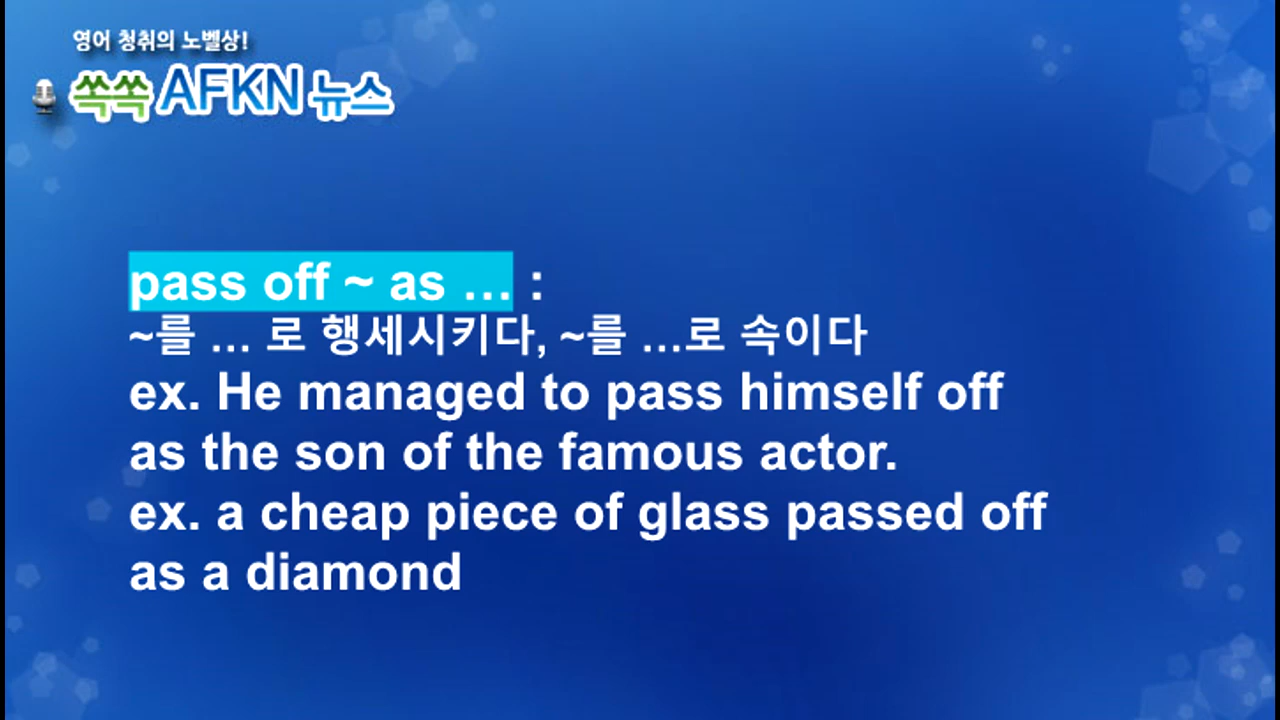 영어 청취의 노벨상!
쏙쏙 AFKN 뉴스
pass off ~ as ... :
~를 ... 로 행세시키다, ~를 ...로 속이다
ex. He managed to pass himself off
as the son of the famous actor.
ex. a cheap piece of glass passed off
as a diamond